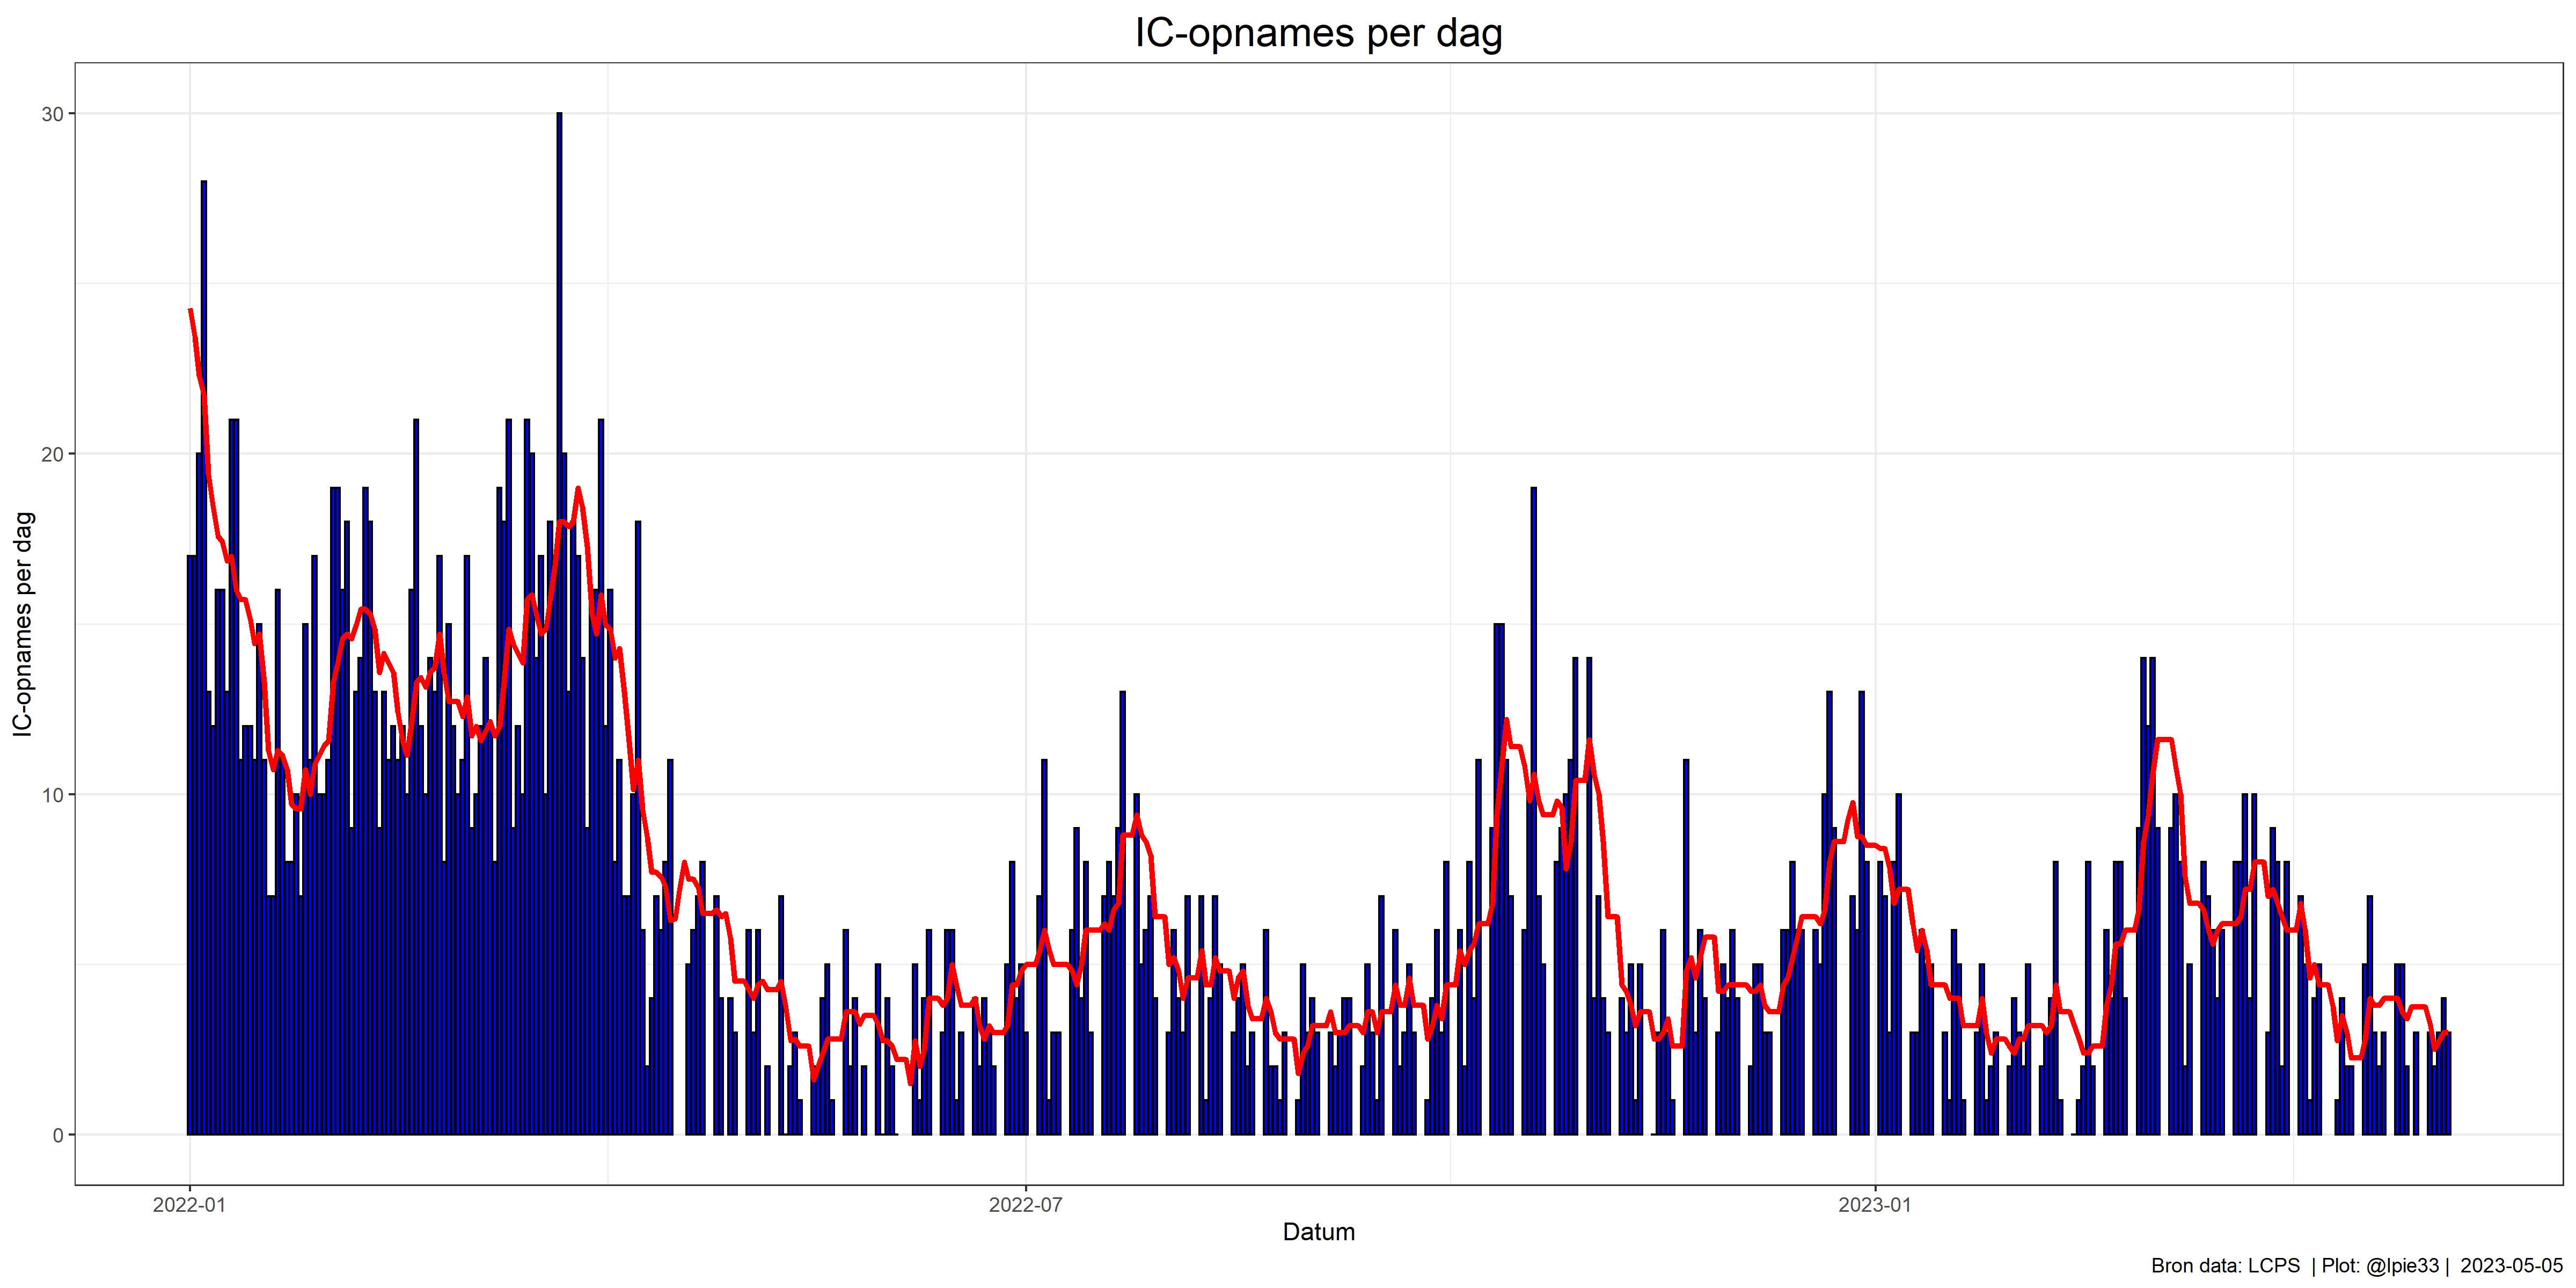 IC-opnames per dag
IC-opnames per dag
30
20
10
0
2022-01
2022-07
2023-01
Datum
Bron data: LCPS | Plot: @lpie33 | 2023-05-05